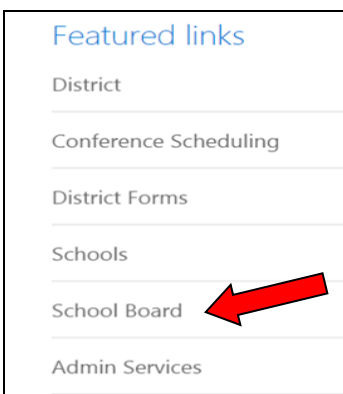 Featured links
District
Conference Scheduling
District Forms
Schools
School Board
Admin Services